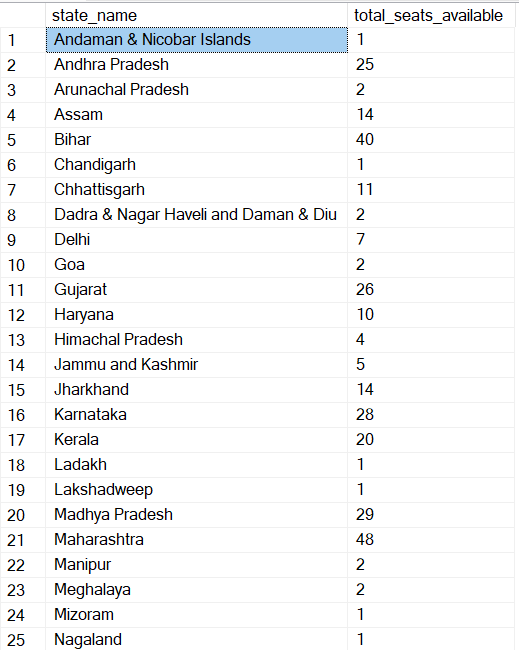 state_name total_seats_available
1 Andaman & Nicobar Islands 1
2 Andhra Pradesh 25
3 Arunachal Pradesh 2
4 Assam 14
5 Bihar 40
6 Chandigarh 1
7 Chhattisgarh 11
8 Dadra & Nagar Haveli and Daman & Diu 2
9 Delhi 7
10 Goa 2
11 Gujarat 26
12 Haryana 10
13 Himachal Pradesh 4
14 Jammu and Kashmir 5
15 Jharkhand 14
16 Karnataka 28
17 Kerala 20
18 Ladakh 1
19 Lakshadweep 1
20 Madhya Pradesh 29
21 Maharashtra 48
22 Manipur 2
23 Meghalaya 2
24 Mizoram 1
25 Nagaland 1